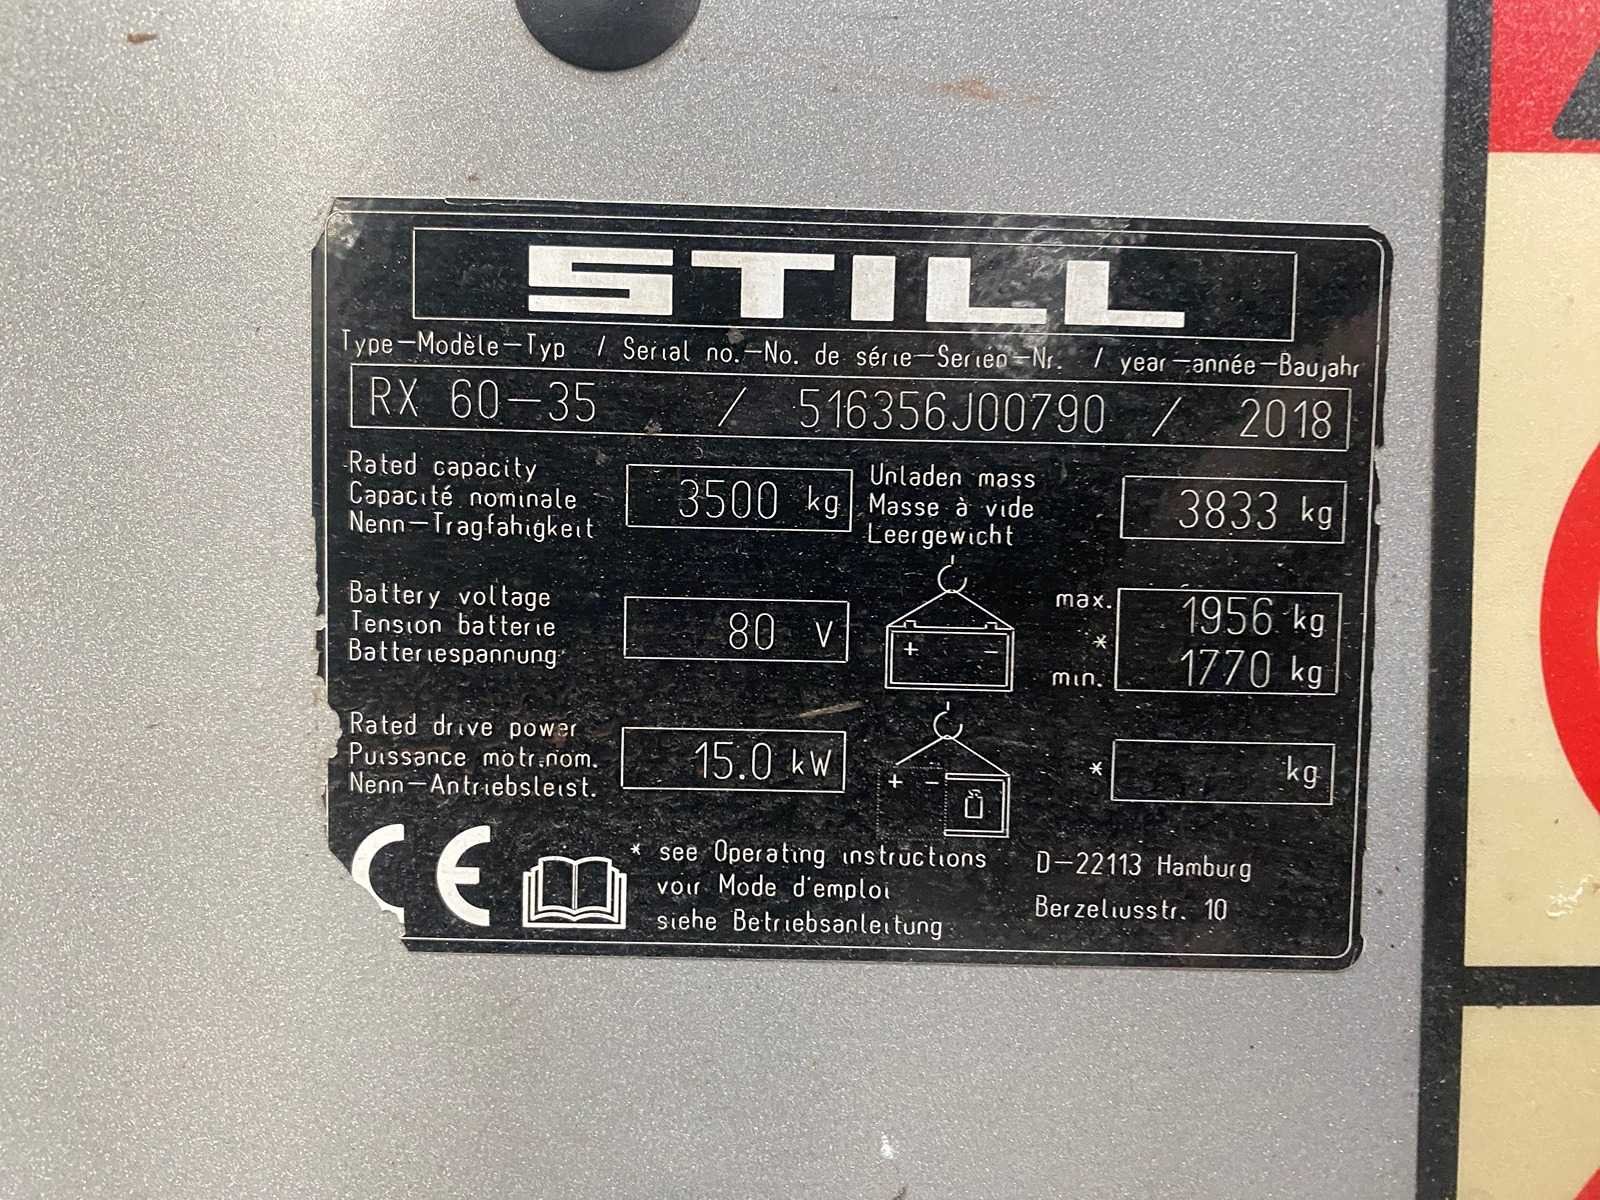 STILL
Type-Modèle-Typ / Serial no.-No. de série-Serien-Nr. / year-année-Baujahr
RX 60-35 / 516356J00790 / 2018
Rated capacity
Capacité nominale
Nenn-Tragfähigkeit
3500 kg
Unladen mass
Masse à vide
Leergewicht
3833 kg
Battery voltage
Tension batterie
Batteriespannung
80 V
+ -
max. 1956 kg
*
min. 1770 kg
Rated drive power
Puissance motr.nom.
Nenn-Antriebsleist.
15.0 kW
+ -
* kg
CE
* see Operating instructions
voir Mode d'emploi
siehe Betriebsanleitung
D-22113 Hamburg
Berzeliusstr. 10